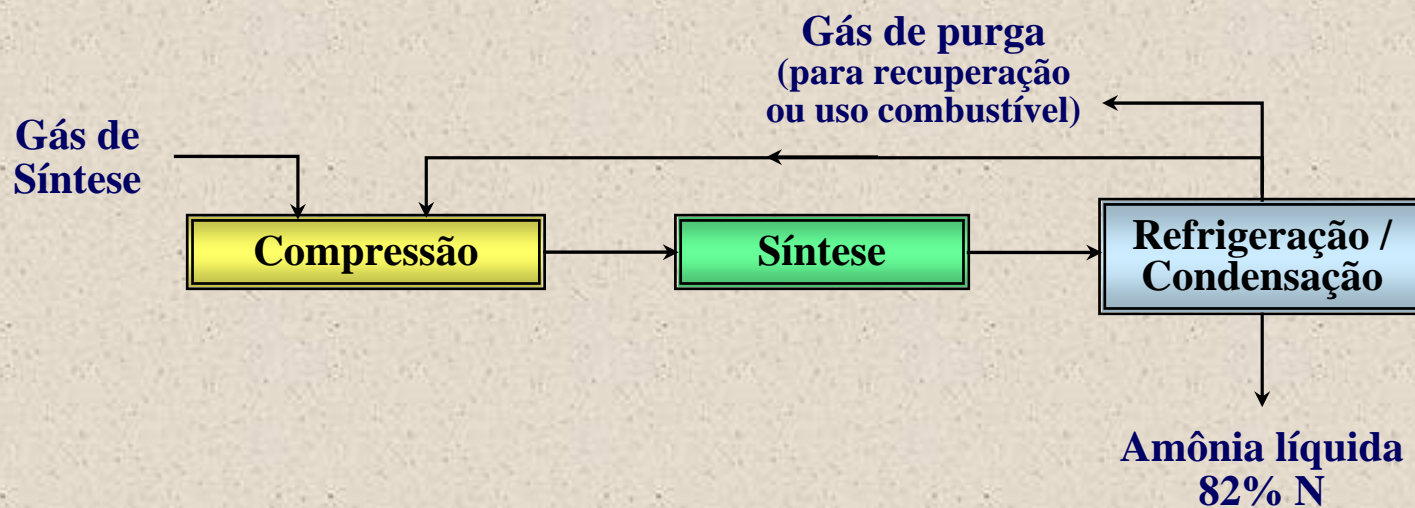 Gás de purga
(para recuperação
ou uso combustível)
Gás de
Síntese
Compressão
Síntese
Refrigeração /
Condensação
Amônia líquida
82% N